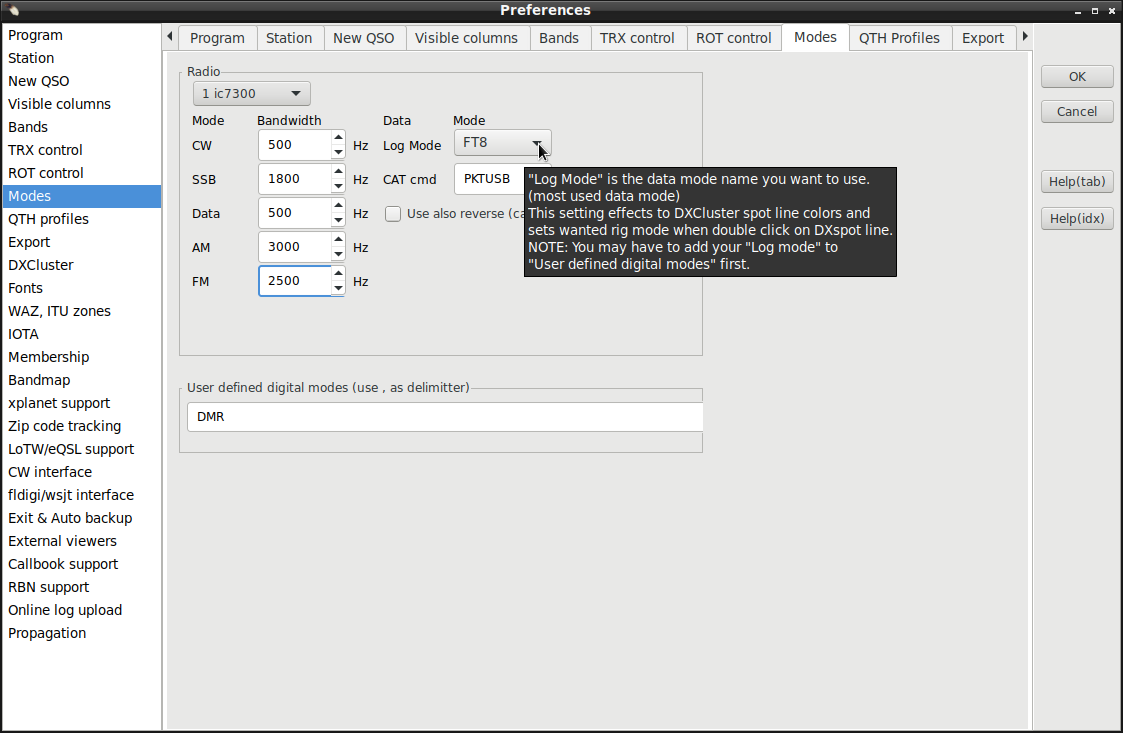 Preferences
Program
Station
New QSO
Visible columns
Bands
TRX control
ROT control
Modes
QTH profiles
Export
DXCluster
Fonts
WAZ, ITU zones
IOTA
Membership
Bandmap
xplanet support
Zip code tracking
LoTW/eQSL support
CW interface
fldigi/wsjt interface
Exit & Auto backup
External viewers
Callbook support
RBN support
Online log upload
Propagation
Program Station New QSO Visible columns Bands TRX control ROT control Modes QTH Profiles Export
Radio
1 ic7300
Mode Bandwidth Data Mode
CW 500 Hz Log Mode FT8
SSB 1800 Hz CAT cmd PKTUSB
Data 500 Hz Use also reverse (ca
AM 3000 Hz
FM 2500 Hz
"Log Mode" is the data mode name you want to use.
(most used data mode)
This setting effects to DXCluster spot line colors and
sets wanted rig mode when double click on DXspot line.
NOTE: You may have to add your "Log mode" to
"User defined digital modes" first.
User defined digital modes (use , as delimitter)
DMR
OK
Cancel
Help(tab)
Help(idx)